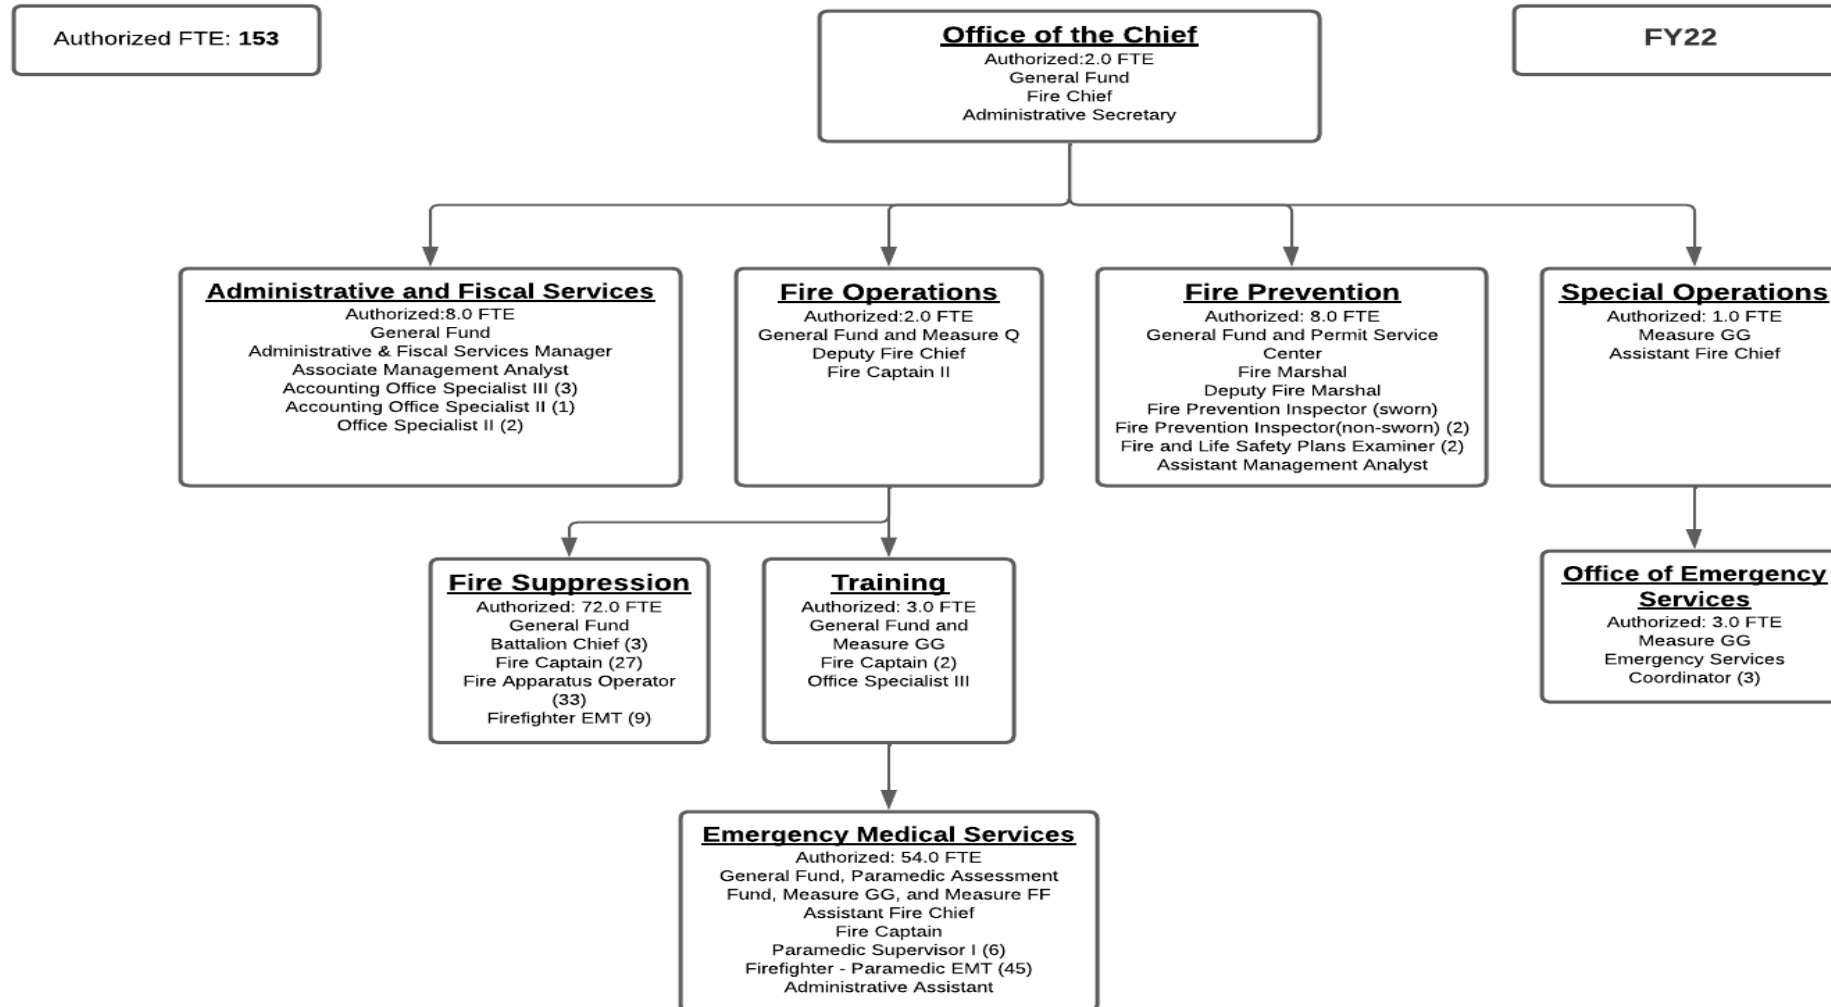 Authorized FTE: 153
Office of the Chief
Authorized:2.0 FTE
General Fund
Fire Chief
Administrative Secretary
FY22
Administrative and Fiscal Services
Authorized:8.0 FTE
General Fund
Administrative & Fiscal Services Manager
Associate Management Analyst
Accounting Office Specialist III (3)
Accounting Office Specialist II (1)
Office Specialist II (2)
Fire Operations
Authorized:2.0 FTE
General Fund and Measure Q
Deputy Fire Chief
Fire Captain II
Fire Prevention
Authorized: 8.0 FTE
General Fund and Permit Service
Center
Fire Marshal
Deputy Fire Marshal
Fire Prevention Inspector (sworn)
Fire Prevention Inspector(non-sworn) (2)
Fire and Life Safety Plans Examiner (2)
Assistant Management Analyst
Special Operations
Authorized: 1.0 FTE
Measure GG
Assistant Fire Chief
Fire Suppression
Authorized: 72.0 FTE
General Fund
Battalion Chief (3)
Fire Captain (27)
Fire Apparatus Operator
(33)
Firefighter EMT (9)
Training
Authorized: 3.0 FTE
General Fund and
Measure GG
Fire Captain (2)
Office Specialist III
Office of Emergency
Services
Authorized: 3.0 FTE
Measure GG
Emergency Services
Coordinator (3)
Emergency Medical Services
Authorized: 54.0 FTE
General Fund, Paramedic Assessment
Fund, Measure GG, and Measure FF
Assistant Fire Chief
Fire Captain
Paramedic Supervisor I (6)
Firefighter - Paramedic EMT (45)
Administrative Assistant